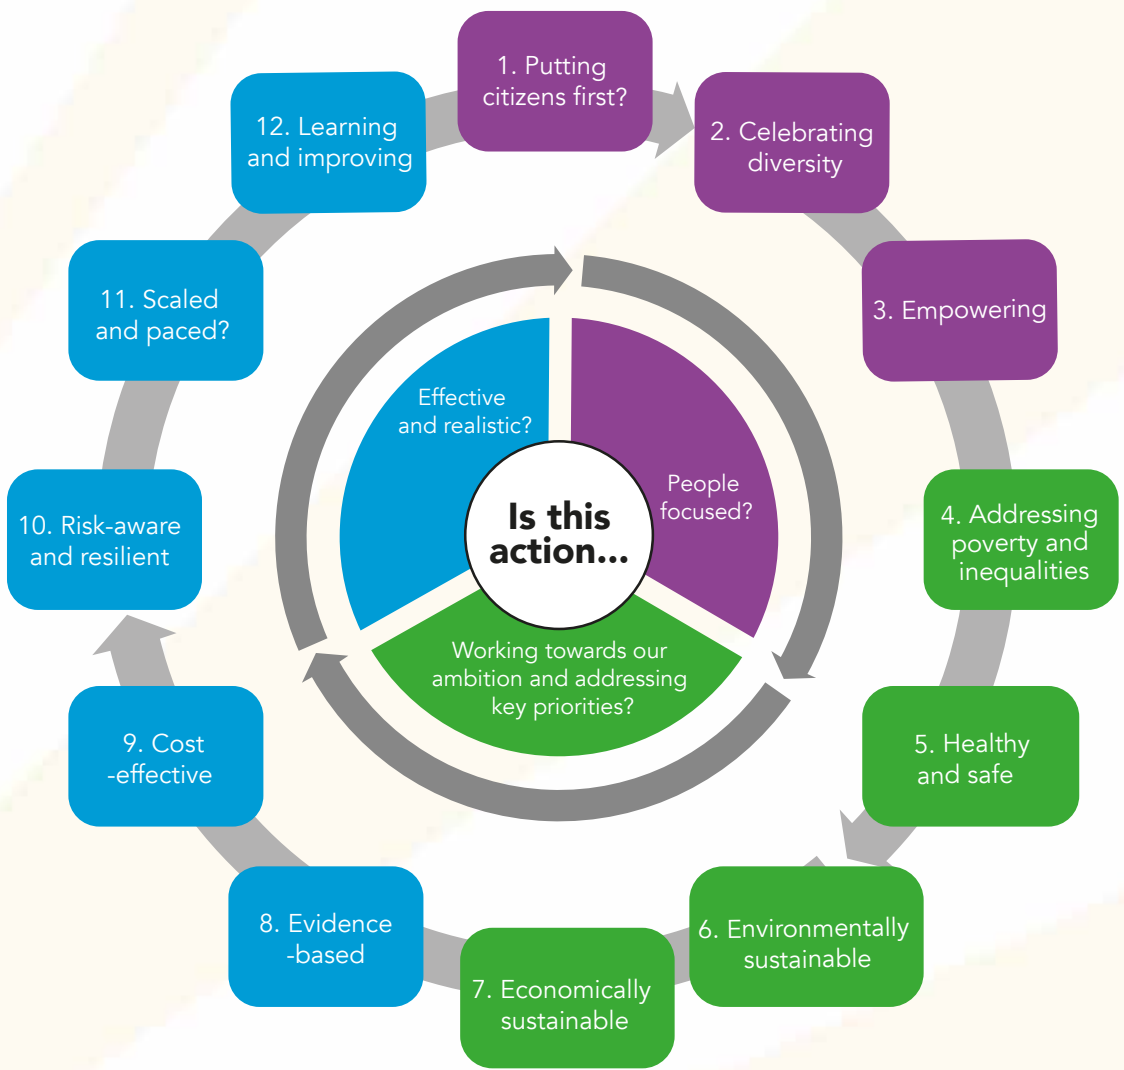 1. Putting
citizens first?
2. Celebrating
diversity
3. Empowering
4. Addressing
poverty and
inequalities
5. Healthy
and safe
6. Environmentally
sustainable
7. Economically
sustainable
8. Evidence
-based
9. Cost
-effective
10. Risk-aware
and resilient
11. Scaled
and paced?
12. Learning
and improving
Effective
and realistic?
People
focused?
Is this
action...
Working towards our
ambition and addressing
key priorities?